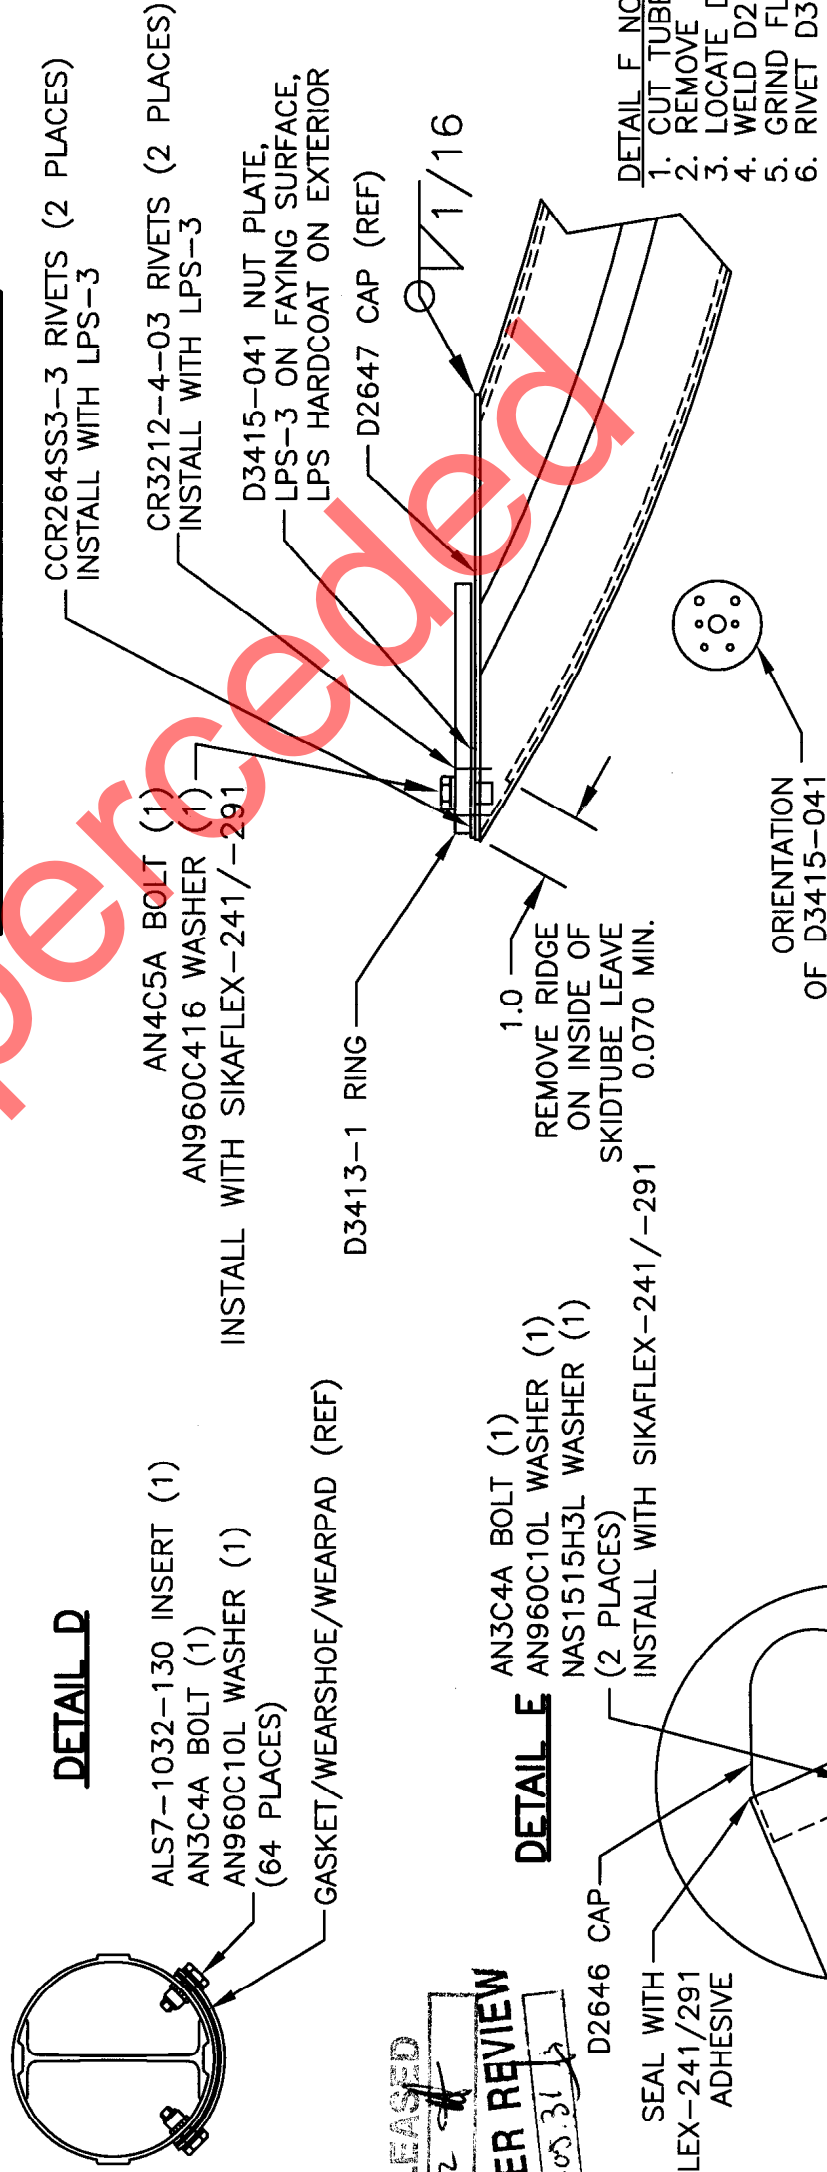 DETAIL D
ALS7-1032-130 INSERT (1)
AN3C4A BOLT (1)
AN960C10L WASHER (1)
(64 PLACES)
GASKET/WEARSHOE/WEARPAD (REF)
DETAIL E
AN3C4A BOLT (1)
AN960C10L WASHER (1)
NAS1515H3L WASHER (1)
(2 PLACES)
INSTALL WITH SIKAFLEX-241/-291
D2646 CAP
SEAL WITH
LEX-241/291
ADHESIVE
CCR264SS3-3 RIVETS (2 PLACES)
INSTALL WITH LPS-3
CR3212-4-03 RIVETS (2 PLACES)
INSTALL WITH LPS-3
D3415-041 NUT PLATE,
LPS-3 ON FAYING SURFACE,
LPS HARDCOAT ON EXTERIOR
D2647 CAP (REF)
1/16
AN4C5A BOLT (1)
AN960C416 WASHER (1)
INSTALL WITH SIKAFLEX-241/-291
D3413-1 RING
1.0
REMOVE RIDGE
ON INSIDE OF
SKIDTUBE LEAVE
0.070 MIN.
ORIENTATION
OF D3415-041
DETAIL F NO
1. CUT TUBE
2. REMOVE
3. LOCATE D
4. WELD D2
5. GRIND FL
6. RIVET D3
perceded
EASED
ER REVIEW